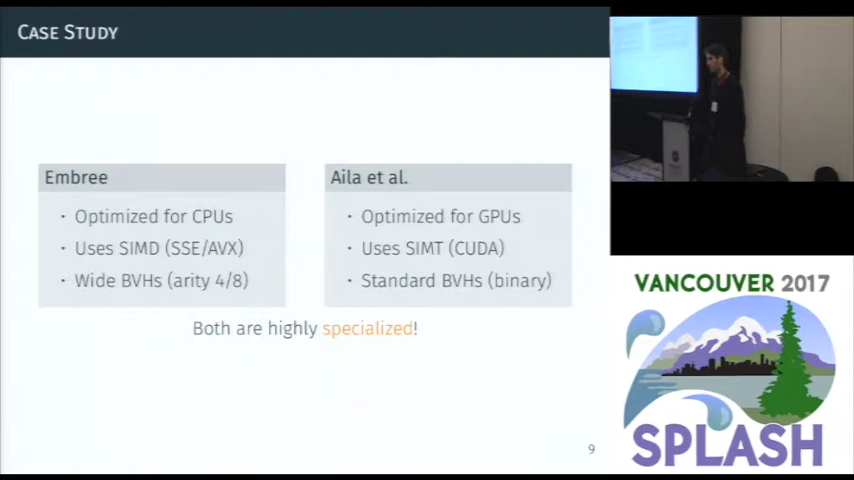 CASE STUDY
Embree
· Optimized for CPUs
· Uses SIMD (SSE/AVX)
· Wide BVHs (arity 4/8)
Aila et al.
· Optimized for GPUs
· Uses SIMT (CUDA)
· Standard BVHs (binary)
Both are highly specialized!
9
VANCOUVER 2017
SPLASH